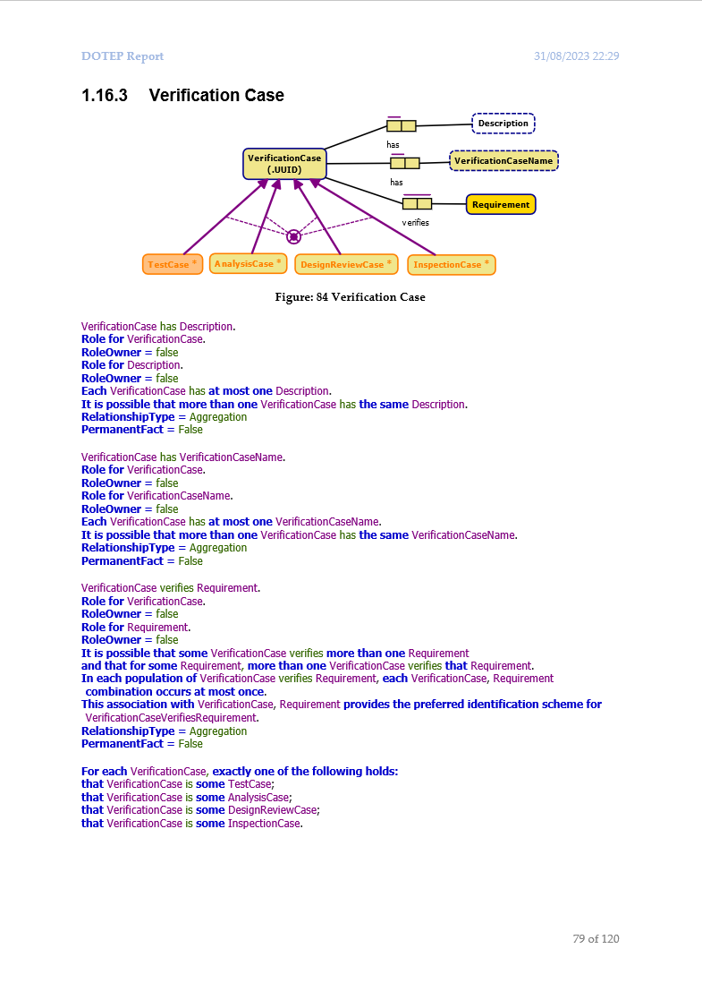 DOTEP Report 31/08/2023 22:29
1.16.3 Verification Case
Description
has
VerificationCase
(.UUID)
VerificationCaseName
has
Requirement
verifies
TestCase *
AnalysisCase *
DesignReviewCase *
InspectionCase *
Figure: 84 Verification Case
VerificationCase has Description.
Role for VerificationCase.
RoleOwner = false
Role for Description.
RoleOwner = false
Each VerificationCase has at most one Description.
It is possible that more than one VerificationCase has the same Description.
RelationshipType = Aggregation
PermanentFact = False
VerificationCase has VerificationCaseName.
Role for VerificationCase.
RoleOwner = false
Role for VerificationCaseName.
RoleOwner = false
Each VerificationCase has at most one VerificationCaseName.
It is possible that more than one VerificationCase has the same VerificationCaseName.
RelationshipType = Aggregation
PermanentFact = False
VerificationCase verifies Requirement.
Role for VerificationCase.
RoleOwner = false
Role for Requirement.
RoleOwner = false
It is possible that some VerificationCase verifies more than one Requirement
and that for some Requirement, more than one VerificationCase verifies that Requirement.
In each population of VerificationCase verifies Requirement, each VerificationCase, Requirement
combination occurs at most once.
This association with VerificationCase, Requirement provides the preferred identification scheme for
VerificationCaseVerifiesRequirement.
RelationshipType = Aggregation
PermanentFact = False
For each VerificationCase, exactly one of the following holds:
that VerificationCase is some TestCase;
that VerificationCase is some AnalysisCase;
that VerificationCase is some DesignReviewCase;
that VerificationCase is some InspectionCase.
79 of 120